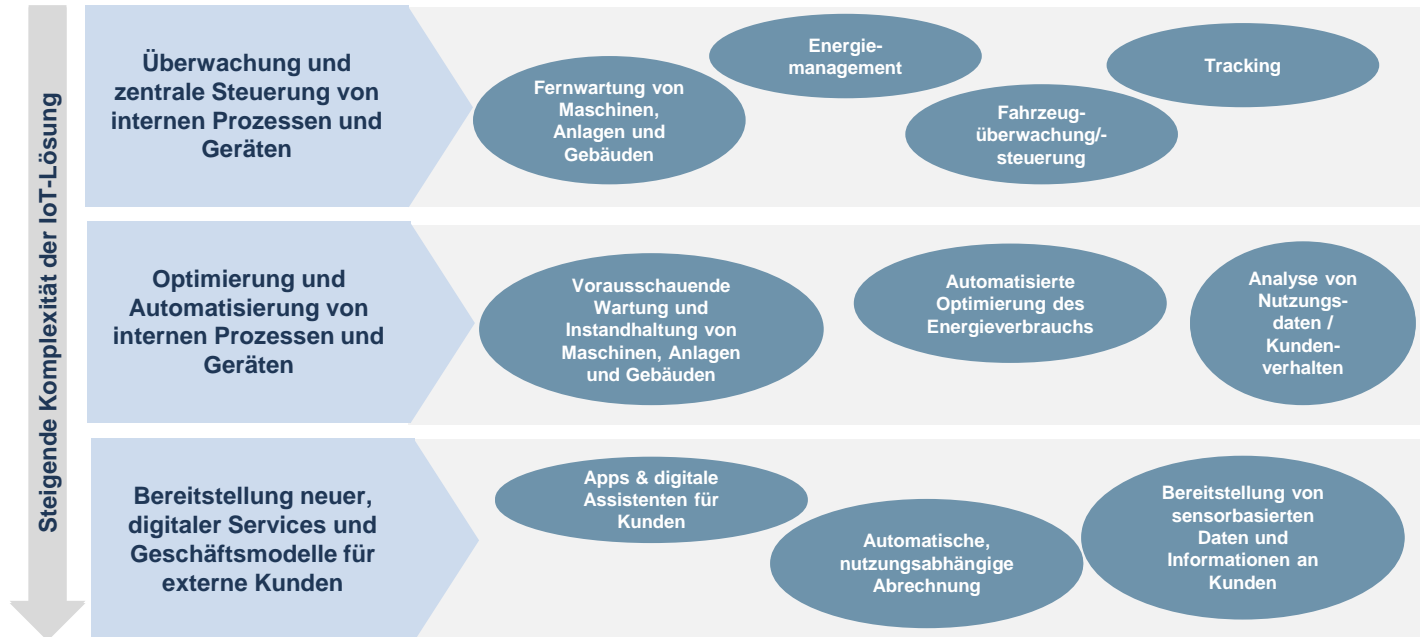 Steigende Komplexität der IoT-Lösung
Überwachung und
zentrale Steuerung von
internen Prozessen und
Geräten
Fernwartung von
Maschinen,
Anlagen und
Gebäuden
Energie-
management
Fahrzeug-
überwachung/-
steuerung
Tracking
Optimierung und
Automatisierung von
internen Prozessen und
Geräten
Vorausschauende
Wartung und
Instandhaltung von
Maschinen, Anlagen
und Gebäuden
Automatisierte
Optimierung des
Energieverbrauchs
Analyse von
Nutzungs-
daten /
Kunden-
verhalten
Bereitstellung neuer,
digitaler Services und
Geschäftsmodelle für
externe Kunden
Apps & digitale
Assistenten für
Kunden
Automatische,
nutzungsabhängige
Abrechnung
Bereitstellung von
sensorbasierten
Daten und
Informationen an
Kunden